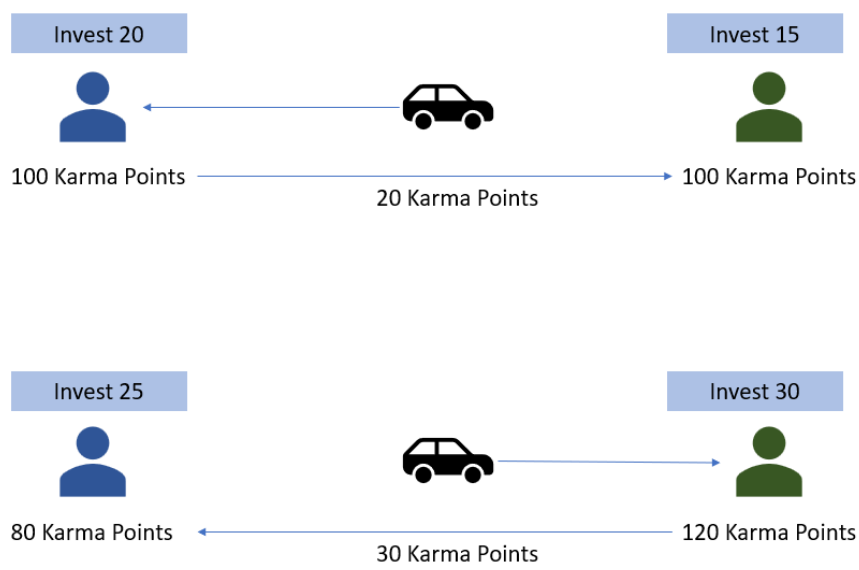 Invest 20
Invest 15
100 Karma Points
100 Karma Points
20 Karma Points
Invest 25
Invest 30
80 Karma Points
120 Karma Points
30 Karma Points